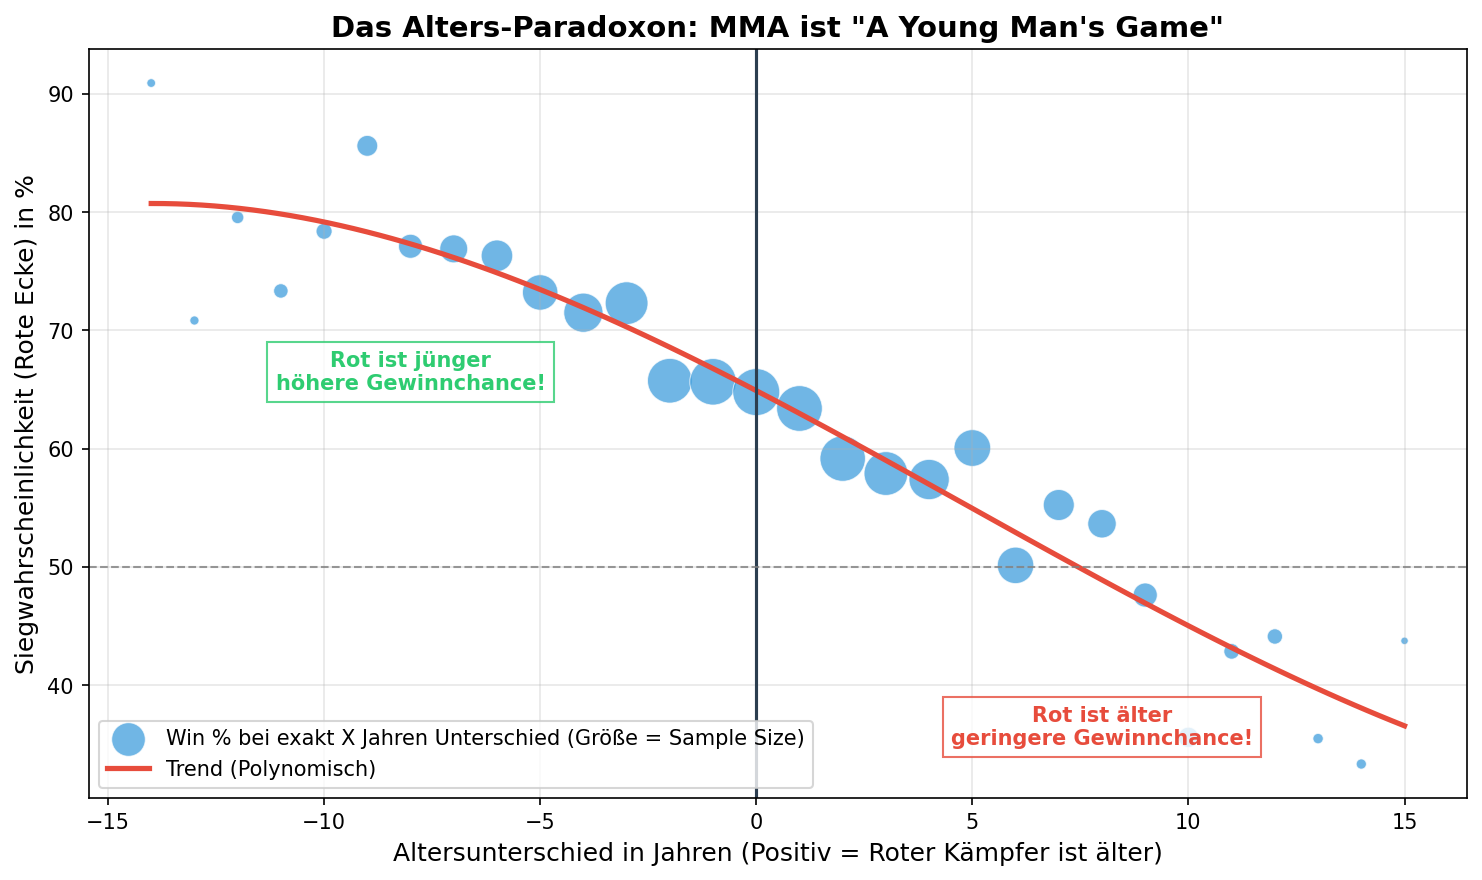 Das Alters-Paradoxon: MMA ist "A Young Man's Game"
Siegwahrscheinlichkeit (Rote Ecke) in %
90
80
70
60
50
40
Rot ist jünger
höhere Gewinnchance!
Rot ist älter
geringere Gewinnchance!
Win % bei exakt X Jahren Unterschied (Größe = Sample Size)
Trend (Polynomisch)
−15 −10 −5 0 5 10 15
Altersunterschied in Jahren (Positiv = Roter Kämpfer ist älter)